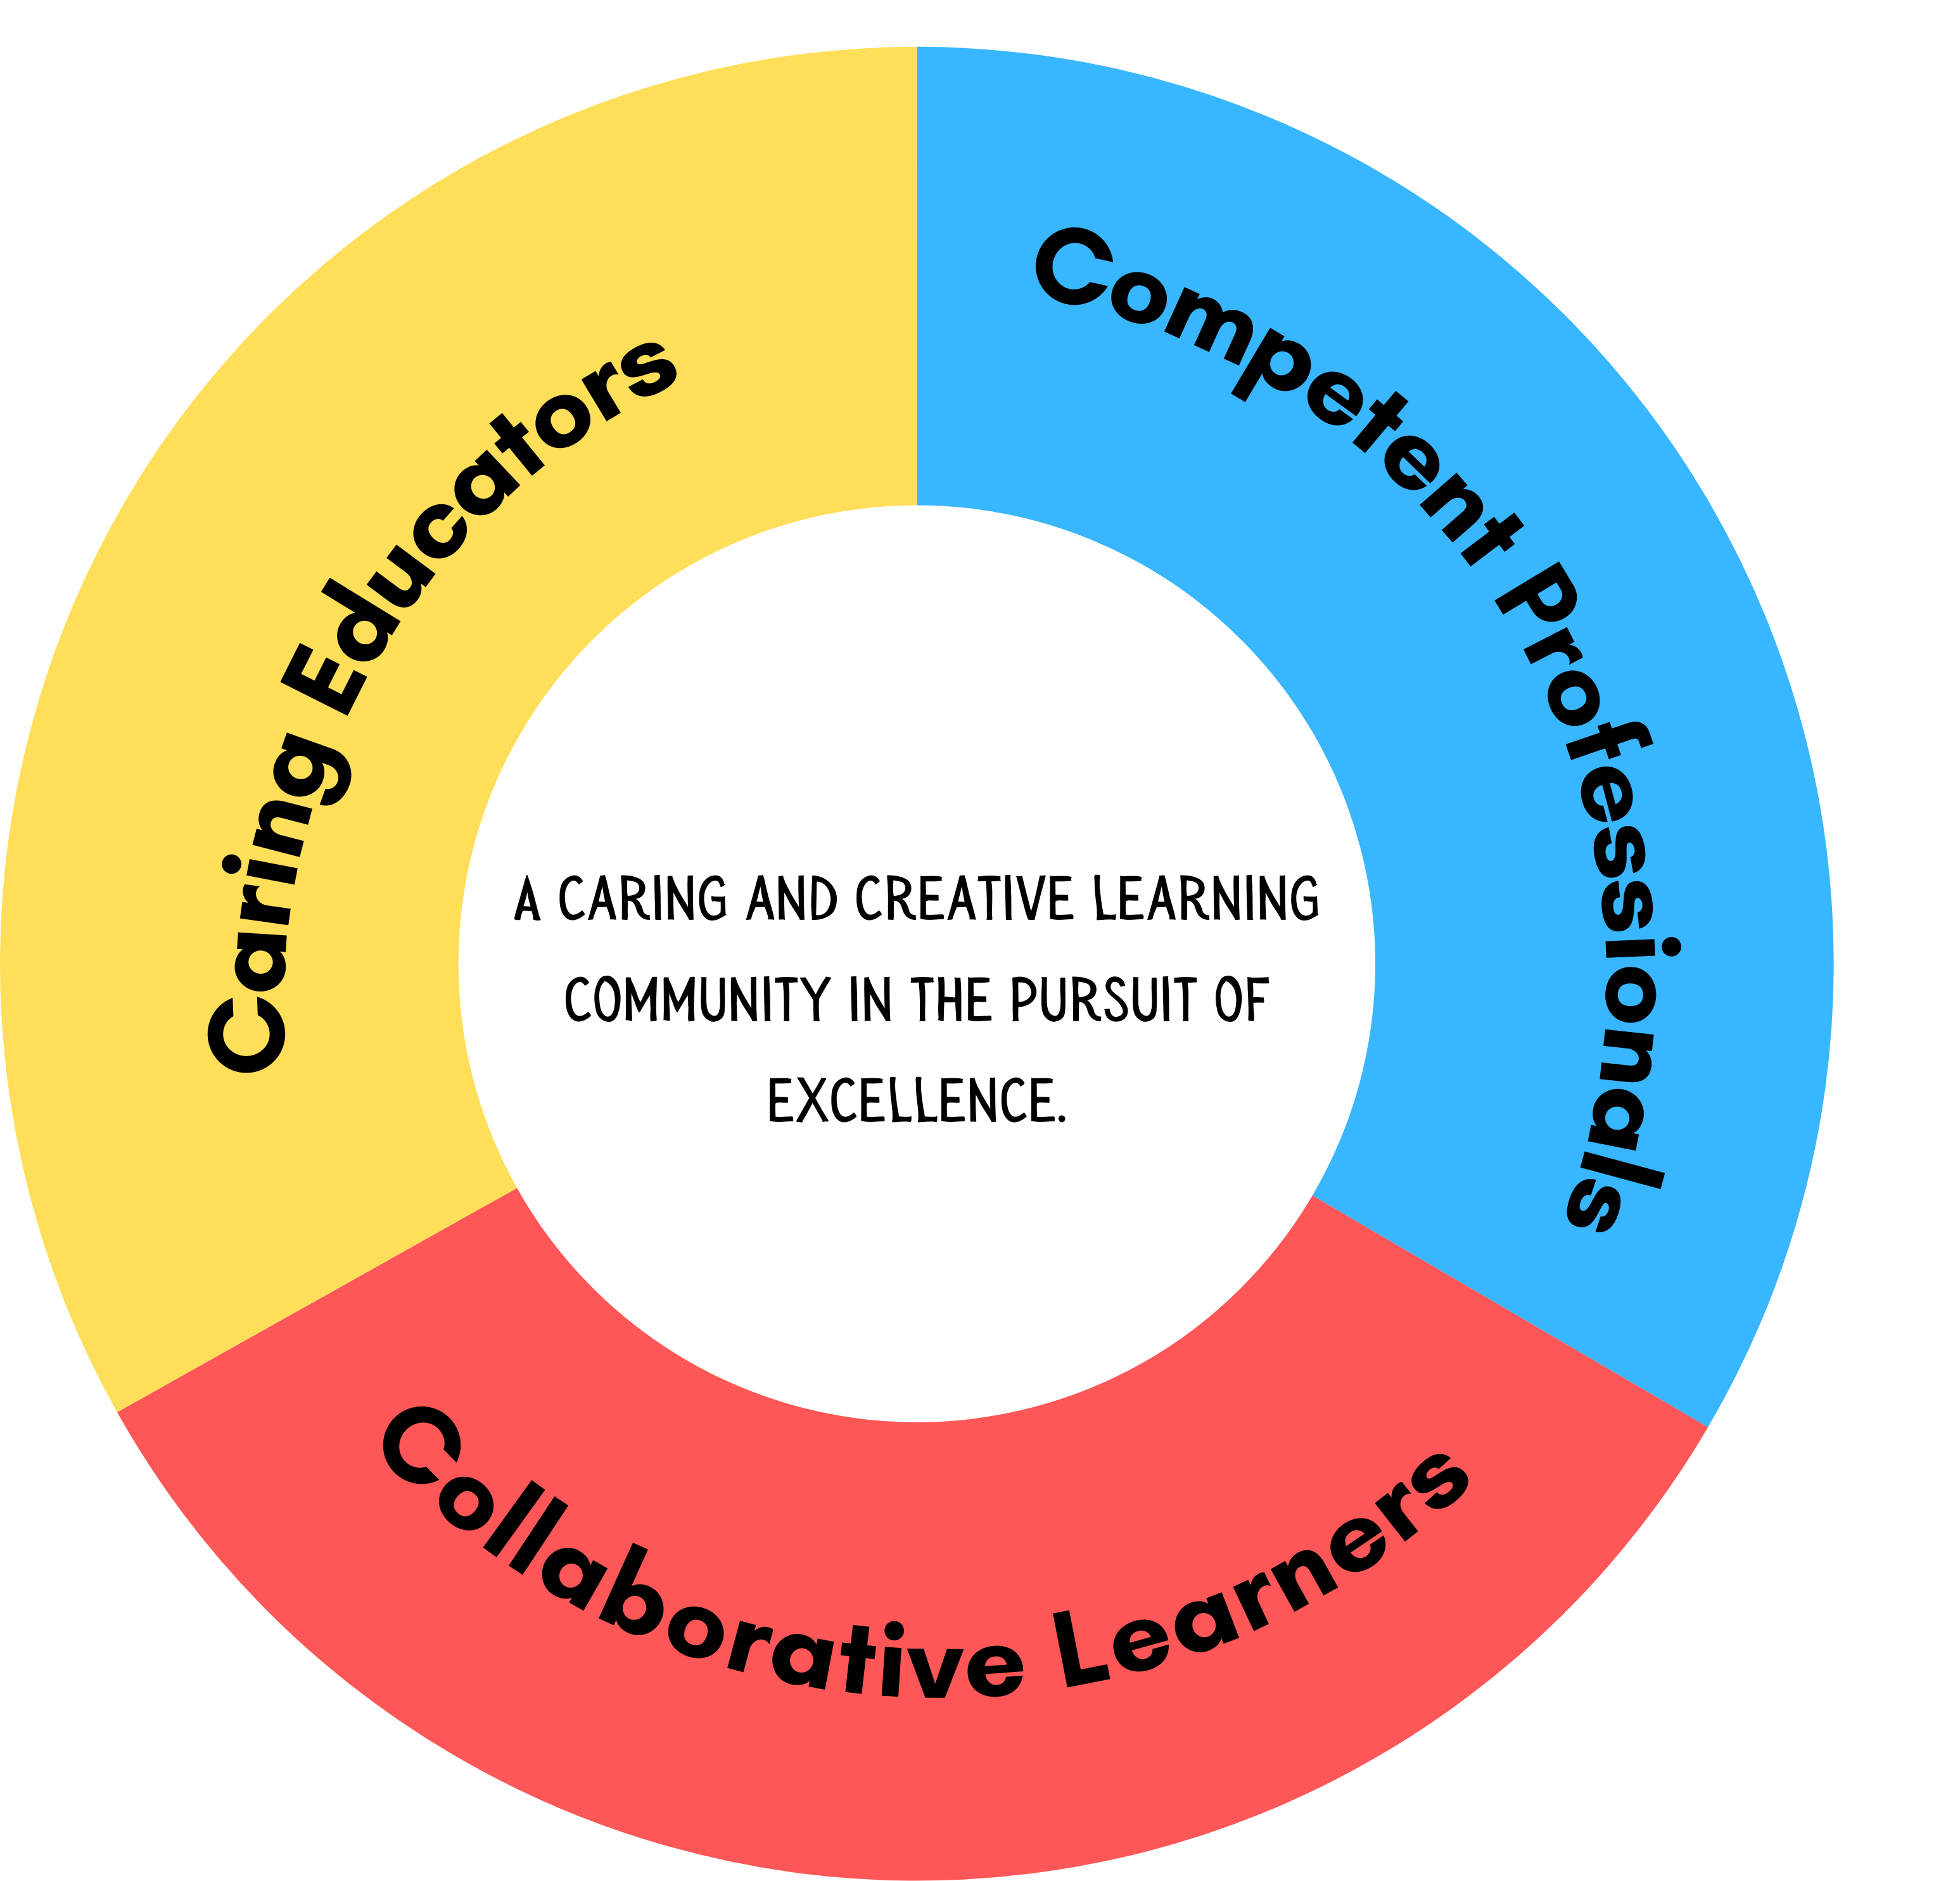 Caring Educators
Competent Professionals
A CARING AND CREATIVE LEARNING
COMMUNITY IN THE PURSUIT OF
EXCELLENCE.
Collaborative Learners